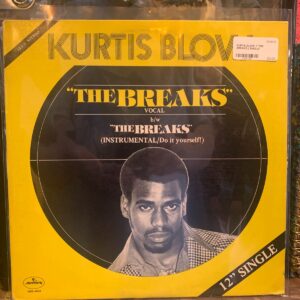 KURTIS BLOW
"THE BREAKS"
VOCAL
b/w
"THE BREAKS"
(INSTRUMENTAL/Do it yourself!)
12" SINGLE